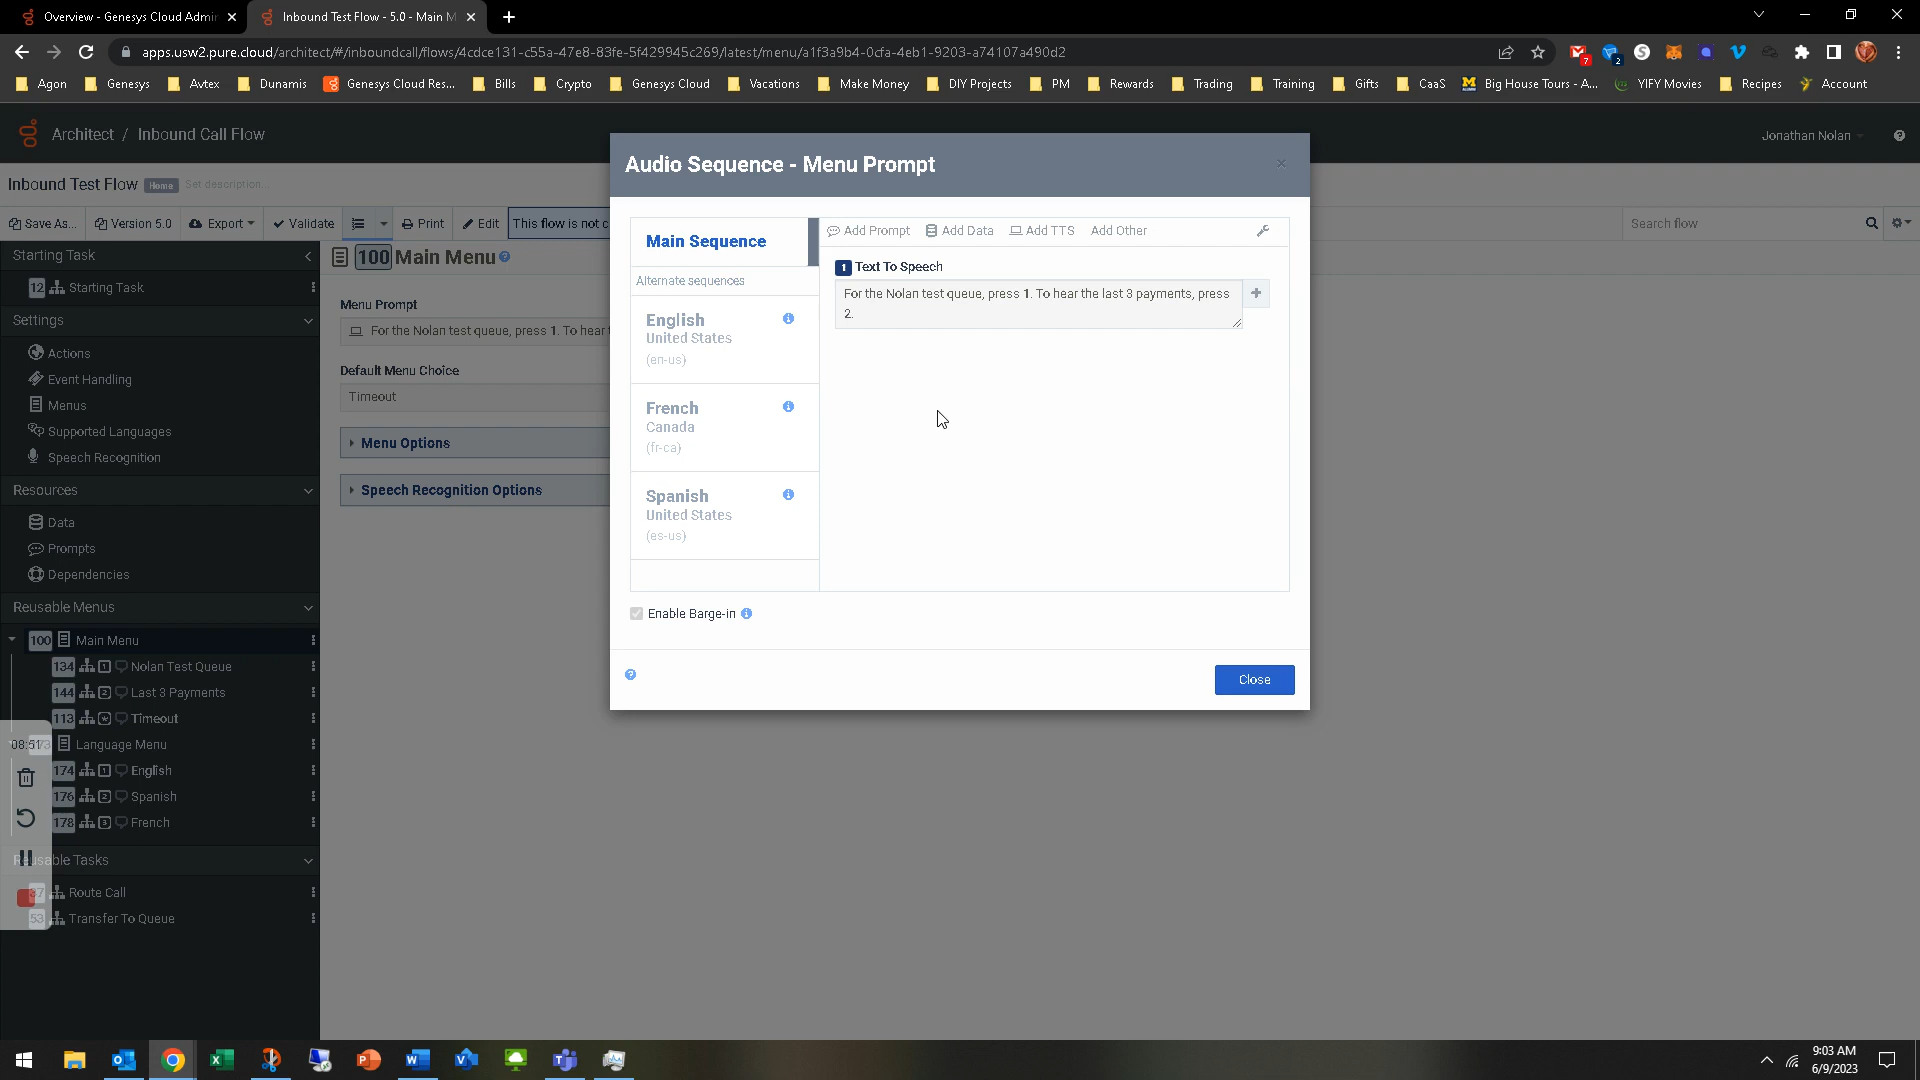 Overview - Genesys Cloud Admir
Inbound Test Flow - 5.0 - Main M
apps.usw2.pure.cloud/architect/#/inboundcall/flows/4cdce131-c55a-47e8-83fe-5f429945c269/latest/menu/a1f3a9b4-0cfa-4eb1-9203-a74107a490d2
7
2
Agon
Genesys
Avtex
Dunamis
Genesys Cloud Res...
Bills
Crypto
Genesys Cloud
Vacations
Make Money
DIY Projects
PM
Rewards
Trading
Training
Gifts
CaaS
Big House Tours - A...
YIFY Movies
Recipes
Account
Architect / Inbound Call Flow
Jonathan Nolan
Inbound Test Flow Home Set description...
Save As...
Version 5.0
Export
Validate
Print
Edit
This flow is not c
Search flow
Starting Task
12 Starting Task
Settings
Actions
Event Handling
Menus
Supported Languages
Speech Recognition
Resources
Data
Prompts
Dependencies
Reusable Menus
100 Main Menu
134 1 Nolan Test Queue
144 2 Last 3 Payments
113 Timeout
08:51
Language Menu
174 1 English
176 2 Spanish
178 3 French
Reusable Tasks
Route Call
53 Transfer To Queue
100 Main Menu
Menu Prompt
For the Nolan test queue, press 1. To hear t
Default Menu Choice
Timeout
Menu Options
Speech Recognition Options
Audio Sequence - Menu Prompt
Main Sequence
Alternate sequences
English
United States
(en-us)
French
Canada
(fr-ca)
Spanish
United States
(es-us)
Add Prompt
Add Data
Add TTS
Add Other
1 Text To Speech
For the Nolan test queue, press 1. To hear the last 3 payments, press
2.
Enable Barge-in
Close
9:03 AM
6/9/2023